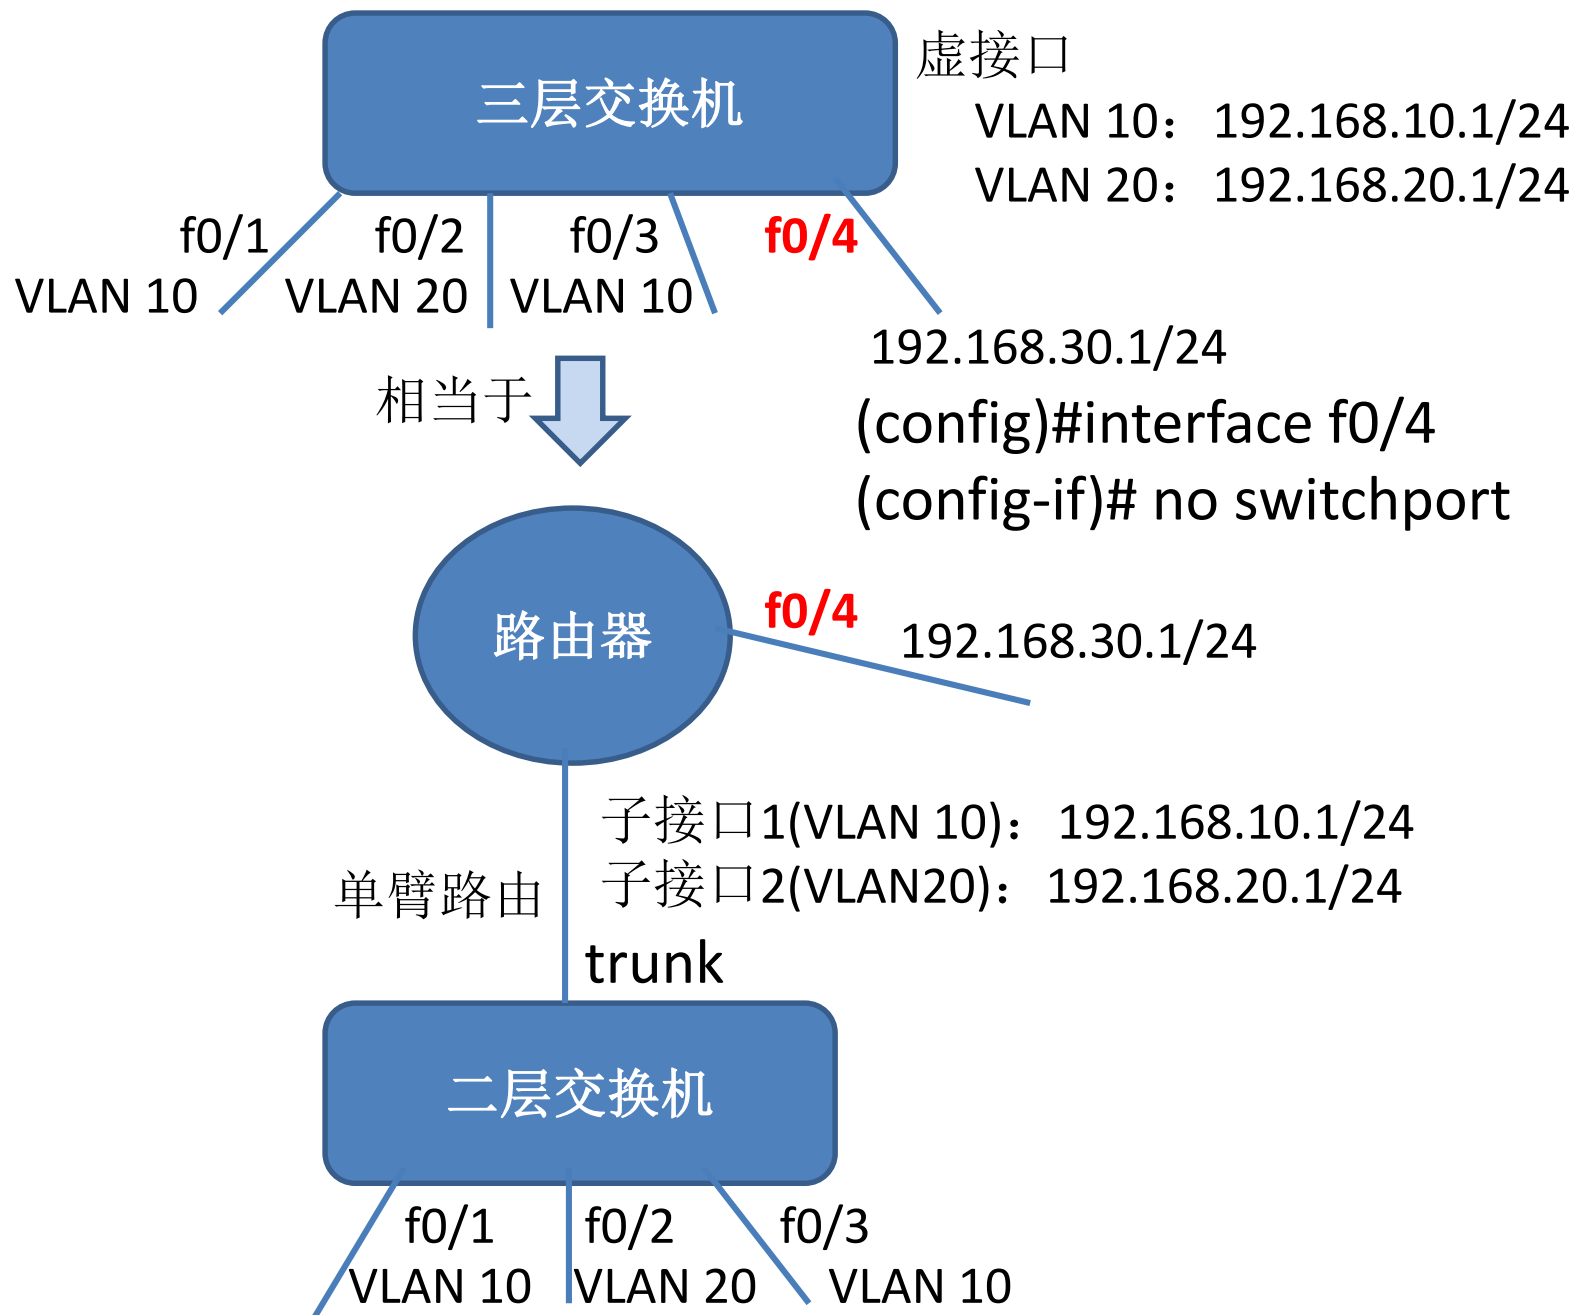 三层交换机
虚接口
VLAN 10：192.168.10.1/24
VLAN 20：192.168.20.1/24
f0/1
f0/2
f0/3
f0/4
VLAN 10
VLAN 20
VLAN 10
192.168.30.1/24
相当于
(config)#interface f0/4
(config-if)# no switchport
路由器
f0/4
192.168.30.1/24
子接口1(VLAN 10)：192.168.10.1/24
子接口2(VLAN20)：192.168.20.1/24
单臂路由
trunk
二层交换机
f0/1
f0/2
f0/3
VLAN 10
VLAN 20
VLAN 10